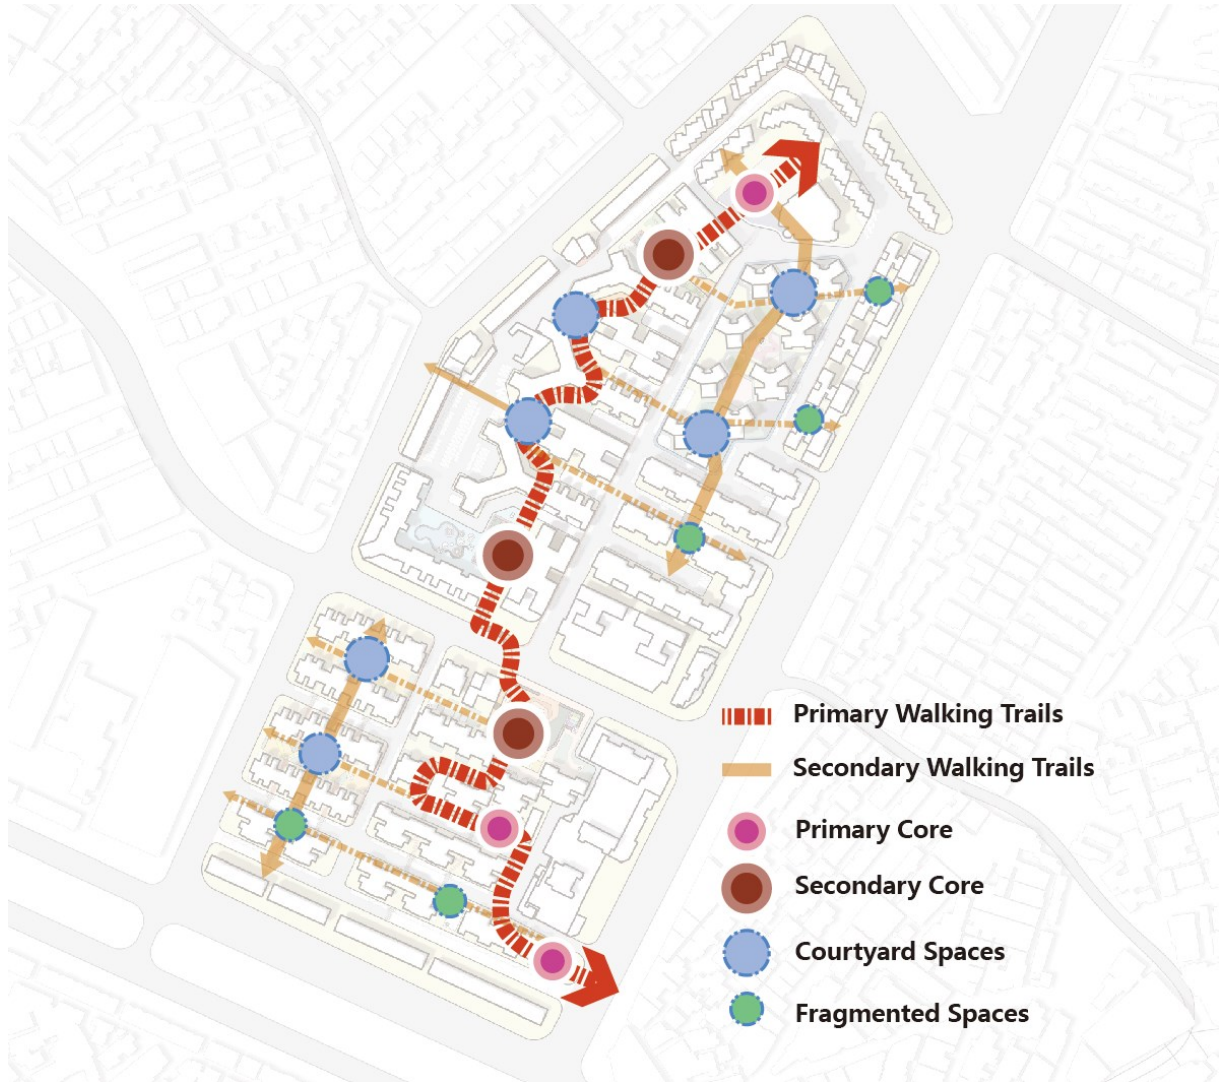 Primary Walking Trails
Secondary Walking Trails
Primary Core
Secondary Core
Courtyard Spaces
Fragmented Spaces